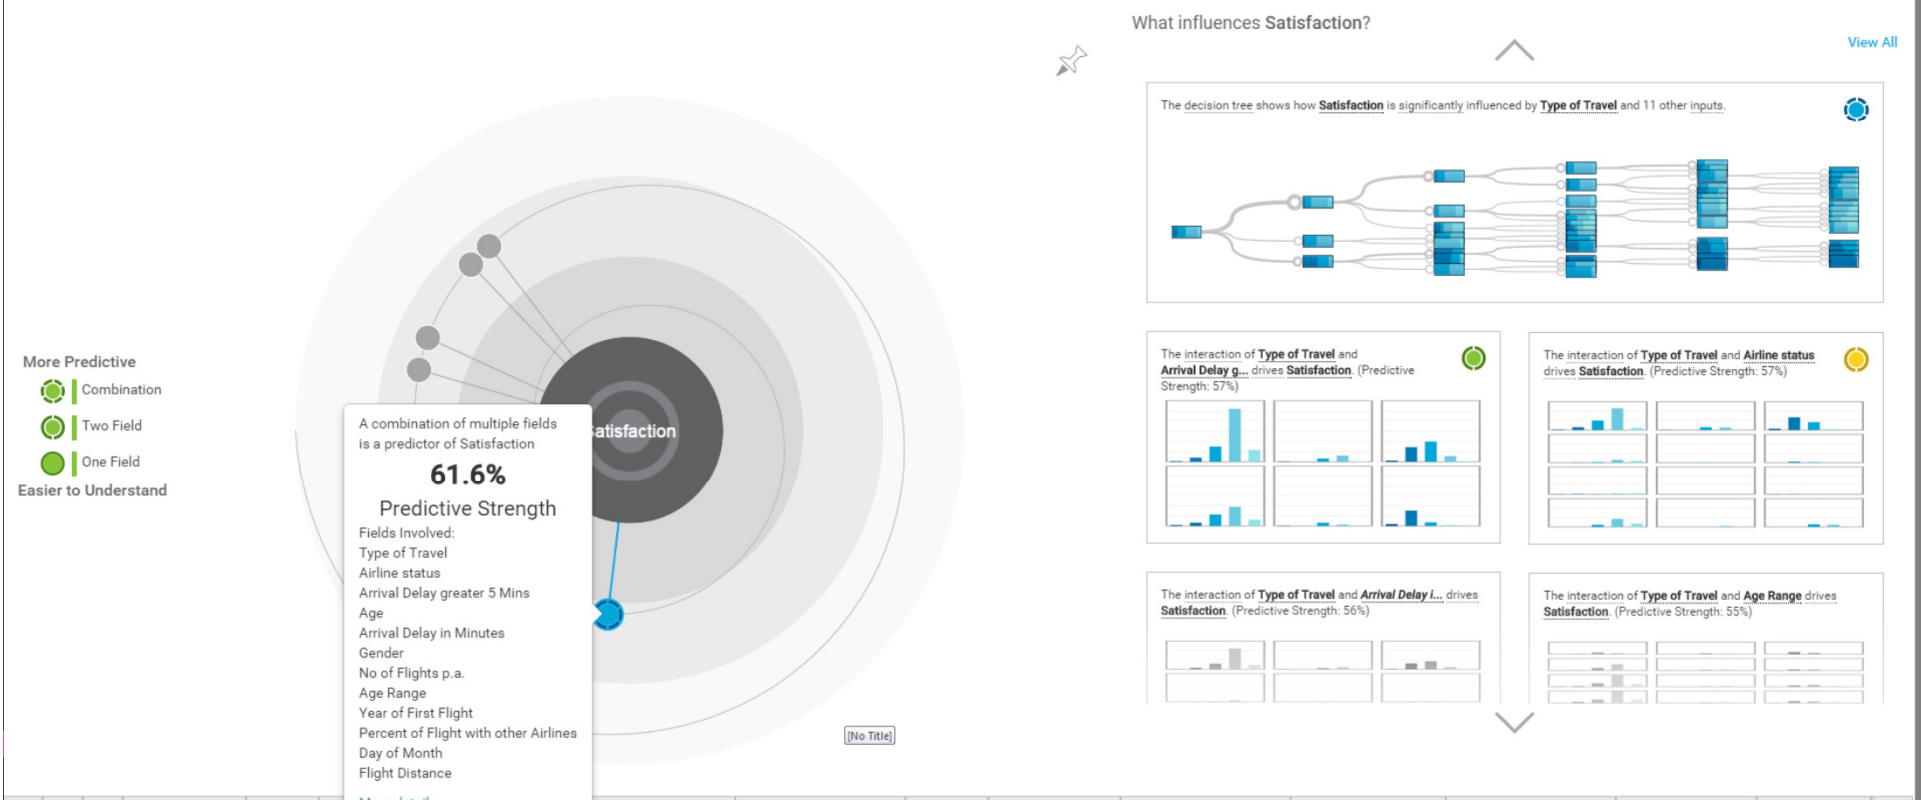 What influences Satisfaction?
View All
The decision tree shows how Satisfaction is significantly influenced by Type of Travel and 11 other inputs.
More Predictive
Combination
Two Field
One Field
Easier to Understand
Satisfaction
A combination of multiple fields
is a predictor of Satisfaction
61.6%
Predictive Strength
Fields Involved:
Type of Travel
Airline status
Arrival Delay greater 5 Mins
Age
Arrival Delay in Minutes
Gender
No of Flights p.a.
Age Range
Year of First Flight
Percent of Flight with other Airlines
Day of Month
Flight Distance
[No Title]
The interaction of Type of Travel and
Arrival Delay g... drives Satisfaction. (Predictive
Strength: 57%)
The interaction of Type of Travel and Airline status
drives Satisfaction. (Predictive Strength: 57%)
The interaction of Type of Travel and Arrival Delay i... drives
Satisfaction. (Predictive Strength: 56%)
The interaction of Type of Travel and Age Range drives
Satisfaction. (Predictive Strength: 55%)